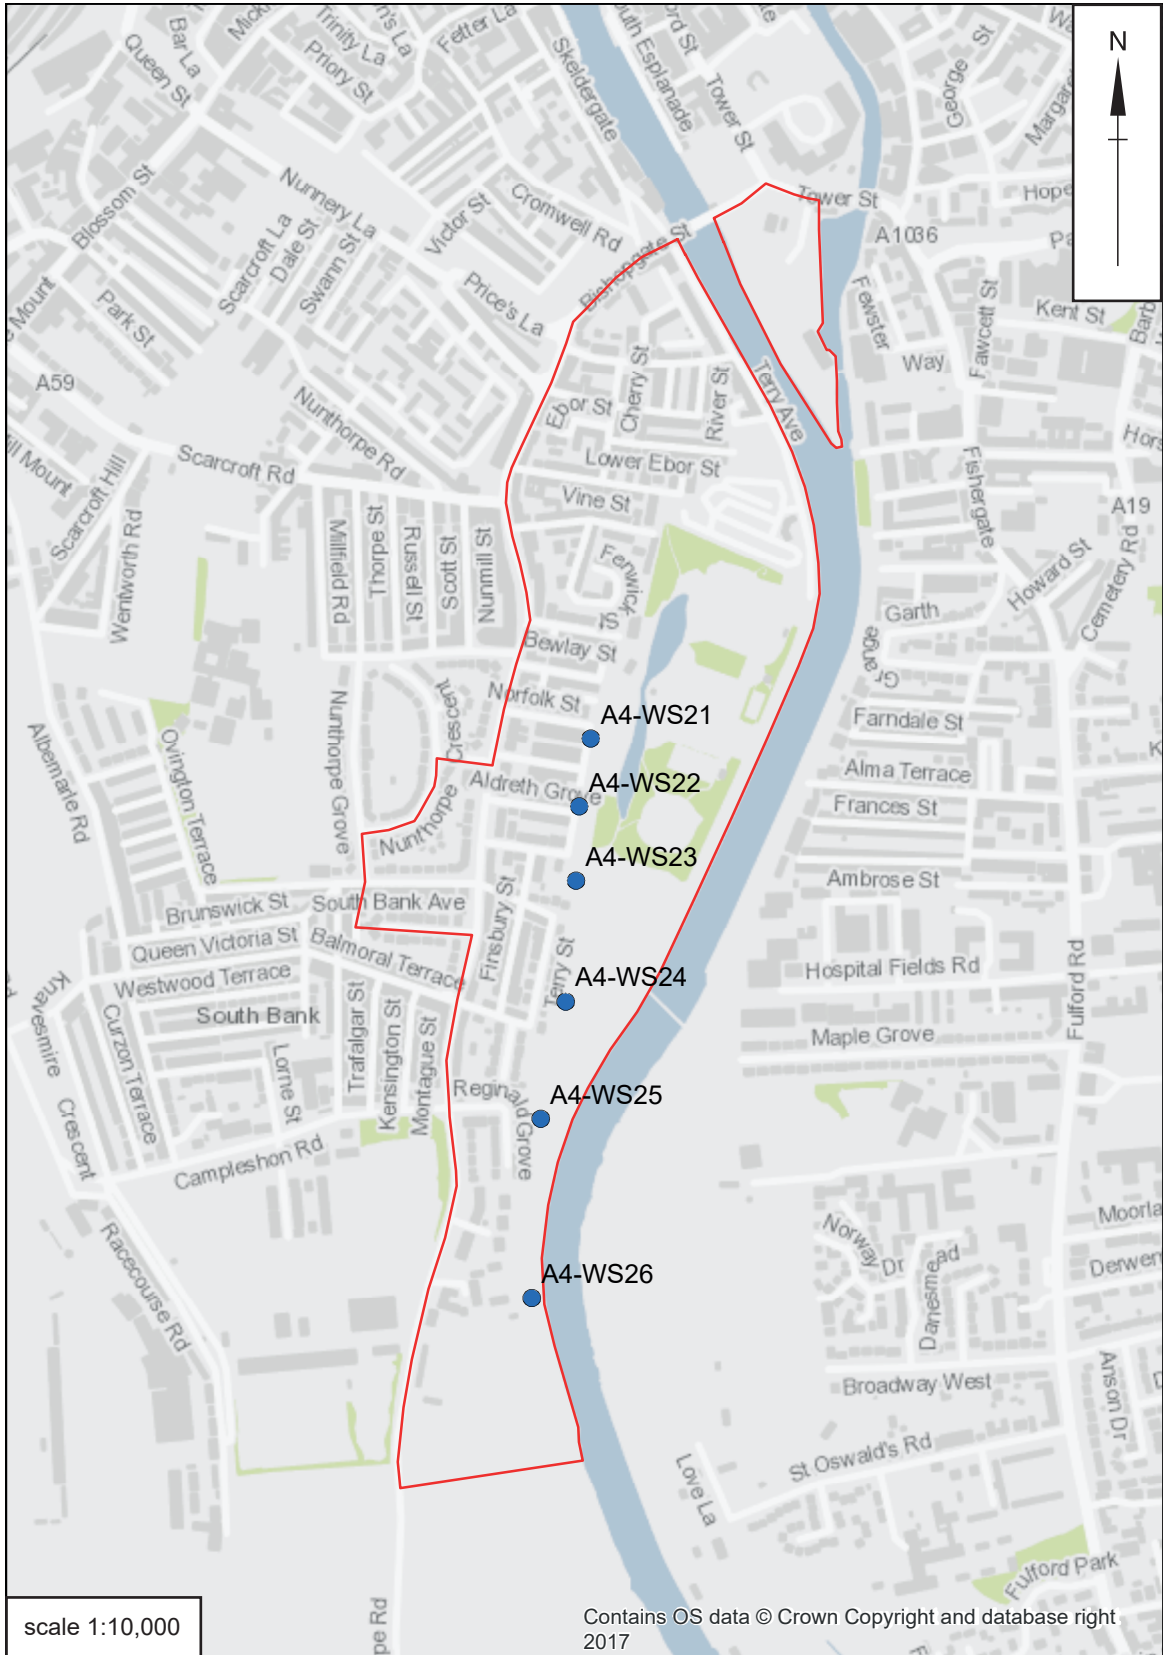 Bar La
Queen St
Trinity La
Priory St
Fetter La
Skeldergate
Tower St
George St
N
Blossom St
Nunnery La
Victor St
Cromwell Rd
Bishopgate St
Tower St
A1036
Scarcroft La
Dale St
Swann St
Price's La
Park St
A59
Fewster
Way
Fawcett St
Kent St
Ebor St
Cherry St
River St
Terry Ave
Nunthorpe Rd
Scarcroft Rd
Scarcroft Hill
Wentworth Rd
Lower Ebor St
Vine St
Fishergate
A19
Millfield Rd
Thorpe St
Russell St
Scott St
Nunmill St
Fenwick
St
Howard St
Cemetery Rd
Garth
Grange
Bewlay St
Norfolk St
Crescent
Nunthorpe
Nunthorpe Grove
A4-WS21
Farndale St
Albemarle Rd
Ovington Terrace
Aldreth Grove
A4-WS22
Alma Terrace
Frances St
A4-WS23
Ambrose St
Brunswick St
South Bank Ave
Finsbury St
Queen Victoria St
Balmoral Terrace
Terry St
Westwood Terrace
A4-WS24
Hospital Fields Rd
Fulford Rd
Knavesmire
Crescent
Curzon Terrace
South Bank
Lorne St
Trafalgar St
Kensington St
Montague St
Maple Grove
Reginald Grove
A4-WS25
Campleshon Rd
Racecourse Rd
Norway
Dr
Danesmead
A4-WS26
Broadway West
Anson Dr
St Oswald's Rd
Love La
Fulford Park
scale 1:10,000
Contains OS data © Crown Copyright and database right
2017